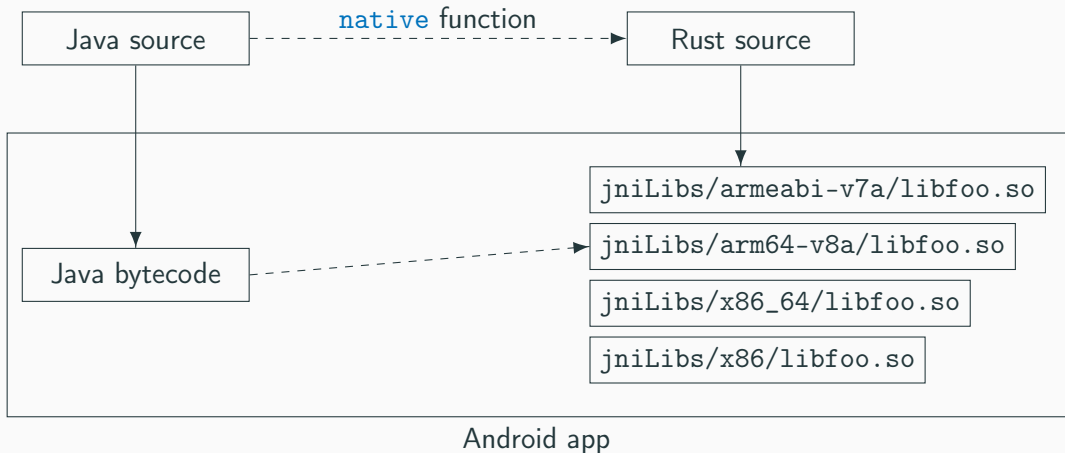 native function
Java source
Rust source
jniLibs/armeabi-v7a/libfoo.so
jniLibs/arm64-v8a/libfoo.so
Java bytecode
jniLibs/x86_64/libfoo.so
jniLibs/x86/libfoo.so
Android app